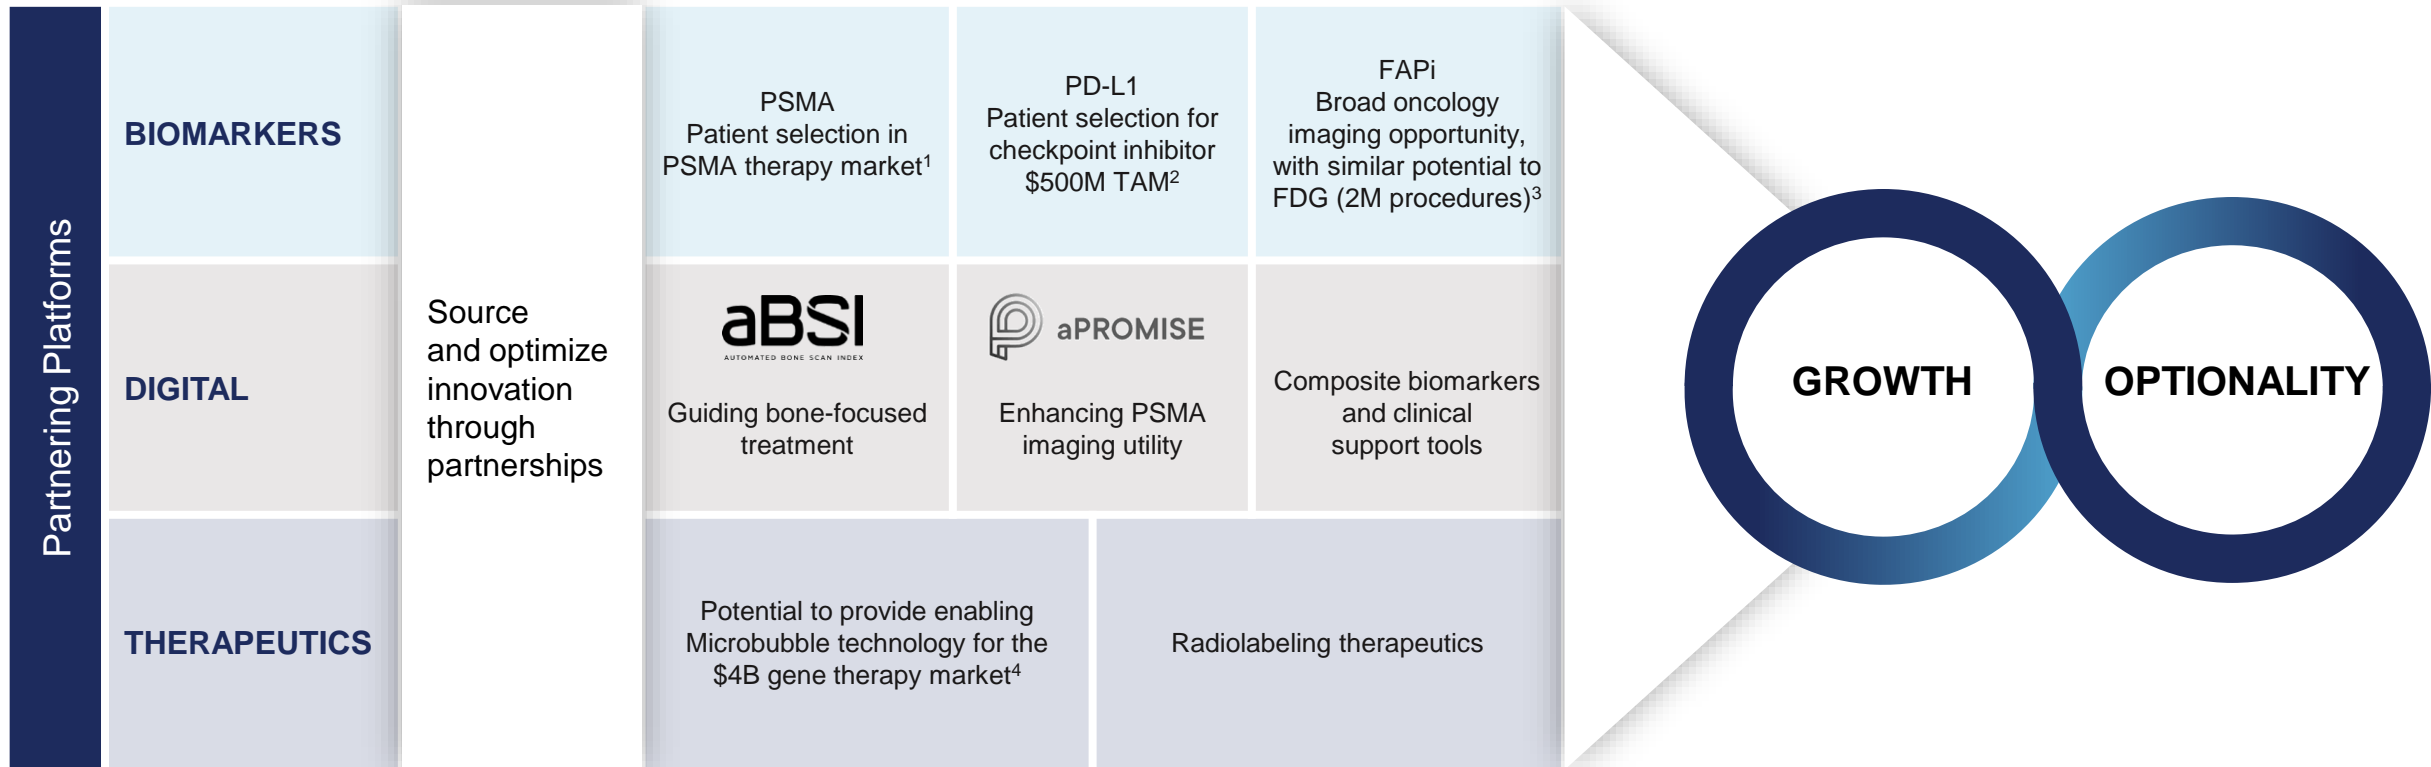 Partnering Platforms
BIOMARKERS
DIGITAL
THERAPEUTICS
Source
and optimize
innovation
through
partnerships
PSMA
Patient selection in
PSMA therapy market¹
PD-L1
Patient selection for
checkpoint inhibitor
$500M TAM²
FAPi
Broad oncology
imaging opportunity,
with similar potential to
FDG (2M procedures)³
aBSI
AUTOMATED BONE SCAN INDEX
Guiding bone-focused
treatment
aPROMISE
Enhancing PSMA
imaging utility
Composite biomarkers
and clinical
support tools
Potential to provide enabling
Microbubble technology for the
$4B gene therapy market⁴
Radiolabeling therapeutics
GROWTH
OPTIONALITY